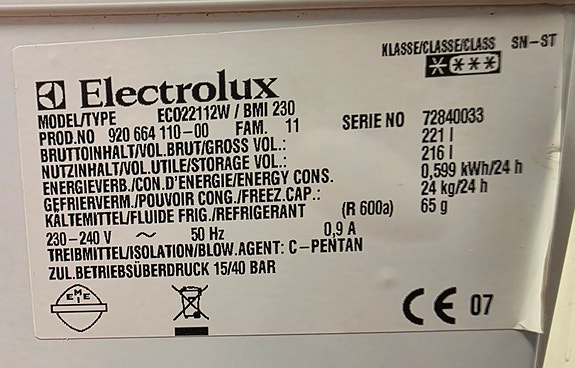 KLASSE/CLASSE/CLASS SN-ST
Electrolux
MODEL/TYPE ECO22112W / BMI 230
PROD.NO 920 664 110-00 FAM. 11 SERIE NO 72840033
BRUTTOINHALT/VOL.BRUT/GROSS VOL.: 221 l
NUTZINHALT/VOL.UTILE/STORAGE VOL.: 216 l
ENERGIEVERB./CON.D'ENERGIE/ENERGY CONS. 0,599 kWh/24 h
GEFRIERVERM./POUVOIR CONG./FREEZ.CAP.: 24 kg/24 h
KÄLTEMITTEL/FLUIDE FRIG./REFRIGERANT (R 600a) 65 g
230-240 V ~ 50 Hz 0,9 A
TREIBMITTEL/ISOLATION/BLOW.AGENT: C-PENTAN
ZUL.BETRIEBSÜBERDRUCK 15/40 BAR
CE 07